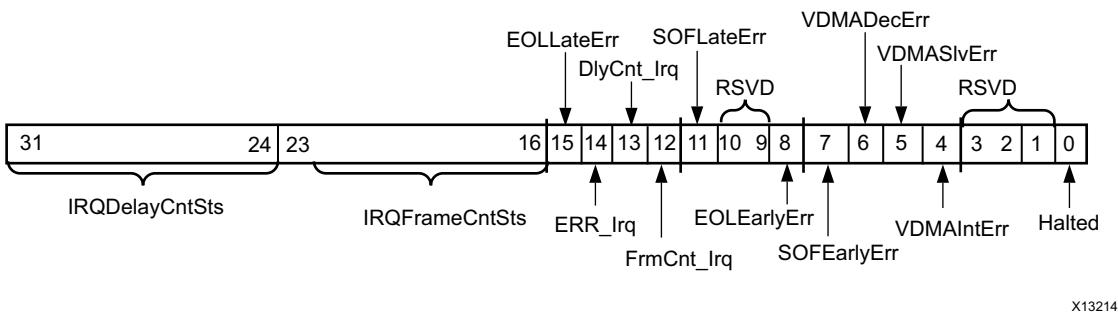 VDMADecErr
EOLLateErr SOFLateErr
VDMASlvErr
DlyCnt_Irq
RSVD RSVD
31 24 23 16 15 14 13 12 11 10 9 8 7 6 5 4 3 2 1 0
IRQDelayCntSts IRQFrameCntSts ERR_Irq EOLEarlyErr VDMAIntErr Halted
FrmCnt_Irq SOFEarlyErr
X13214